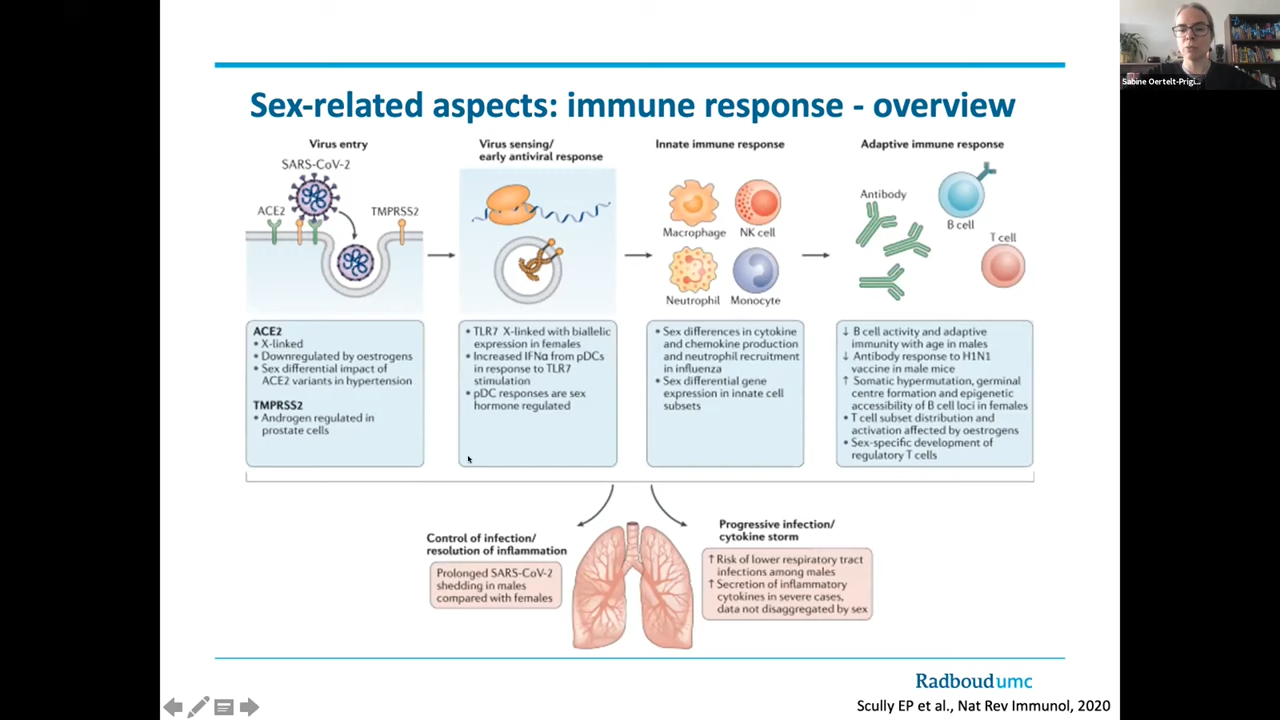 Sabine Oertelt-Prigi...
Sex-related aspects: immune response - overview
Virus entry
SARS-CoV-2
ACE2
TMPRSS2
Virus sensing/
early antiviral response
Innate immune response
Macrophage
NK cell
Neutrophil
Monocyte
Adaptive immune response
Antibody
B cell
T cell
ACE2
• X-linked
• Downregulated by oestrogens
• Sex differential impact of
ACE2 variants in hypertension
TMPRSS2
• Androgen regulated in
prostate cells
• TLR7 X-linked with biallelic
expression in females
• Increased IFNα from pDCs
in response to TLR7
stimulation
• pDC responses are sex
hormone regulated
• Sex differences in cytokine
and chemokine production
and neutrophil recruitment
in influenza
• Sex differential gene
expression in innate cell
subsets
↓ B cell activity and adaptive
immunity with age in males
↓ Antibody response to H1N1
vaccine in male mice
↑ Somatic hypermutation, germinal
centre formation and epigenetic
accessibility of B cell loci in females
• T cell subset distribution and
activation affected by oestrogens
• Sex-specific development of
regulatory T cells
Control of infection/
resolution of inflammation
Prolonged SARS-CoV-2
shedding in males
compared with females
Progressive infection/
cytokine storm
↑ Risk of lower respiratory tract
infections among males
↑ Secretion of inflammatory
cytokines in severe cases,
data not disaggregated by sex
Radboudumc
Scully EP et al., Nat Rev Immunol, 2020